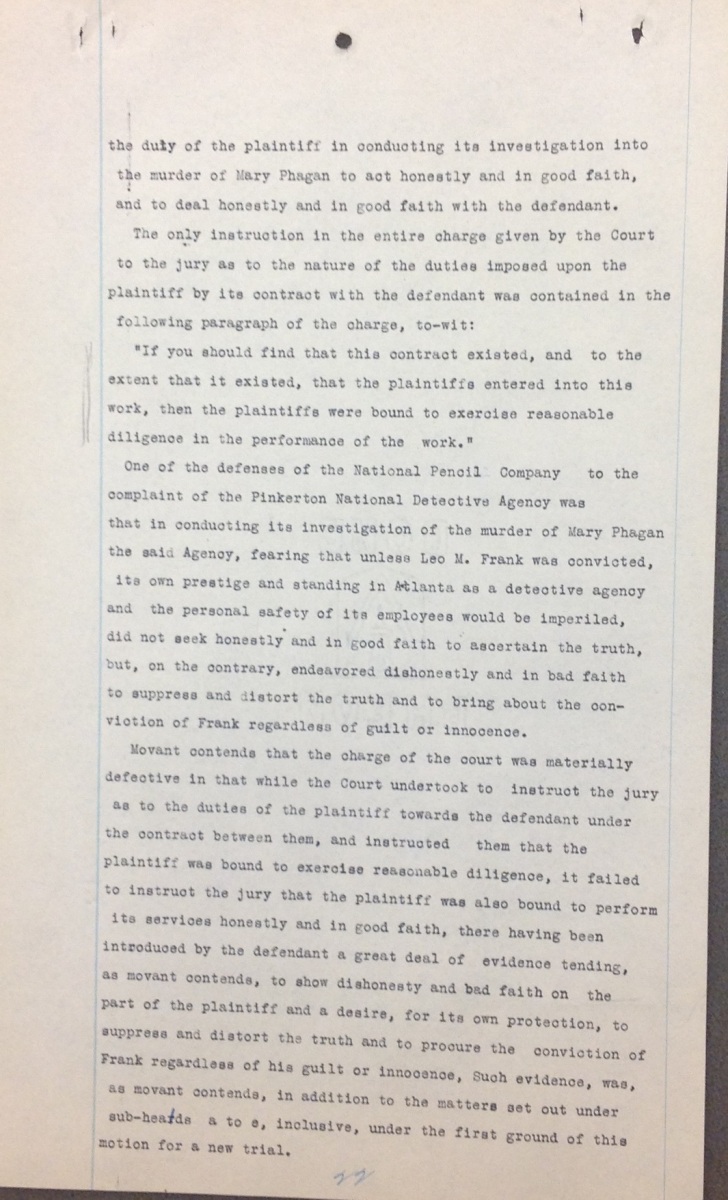 the duty of the plaintiff in conducting its investigation into
the murder of Mary Phagan to act honestly and in good faith,
and to deal honestly and in good faith with the defendant.
The only instruction in the entire charge given by the Court
to the jury as to the nature of the duties imposed upon the
plaintiff by its contract with the defendant was contained in the
following paragraph of the charge, to-wit:
"If you should find that this contract existed, and to the
extent that it existed, that the plaintiffs entered into this
work, then the plaintiffs were bound to exercise reasonable
diligence in the performance of the work."
One of the defenses of the National Pencil Company to the
complaint of the Pinkerton National Detective Agency was
that in conducting its investigation of the murder of Mary Phagan
the said Agency, fearing that unless Leo M. Frank was convicted,
its own prestige and standing in Atlanta as a detective agency
and the personal safety of its employees would be imperiled,
did not seek honestly and in good faith to ascertain the truth,
but, on the contrary, endeavored dishonestly and in bad faith
to suppress and distort the truth and to bring about the con-
viction of Frank regardless of guilt or innocence.
Movant contends that the charge of the court was materially
defective in that while the Court undertook to instruct the jury
as to the duties of the plaintiff towards the defendant under
the contract between them, and instructed them that the
plaintiff was bound to exercise reasonable diligence, it failed
to instruct the jury that the plaintiff was also bound to perform
its services honestly and in good faith, there having been
introduced by the defendant a great deal of evidence tending,
as movant contends, to show dishonesty and bad faith on the
part of the plaintiff and a desire, for its own protection, to
suppress and distort the truth and to procure the conviction of
Frank regardless of his guilt or innocence, Such evidence, was,
as movant contends, in addition to the matters set out under
sub-heads a to e, inclusive, under the first ground of this
motion for a new trial.
22